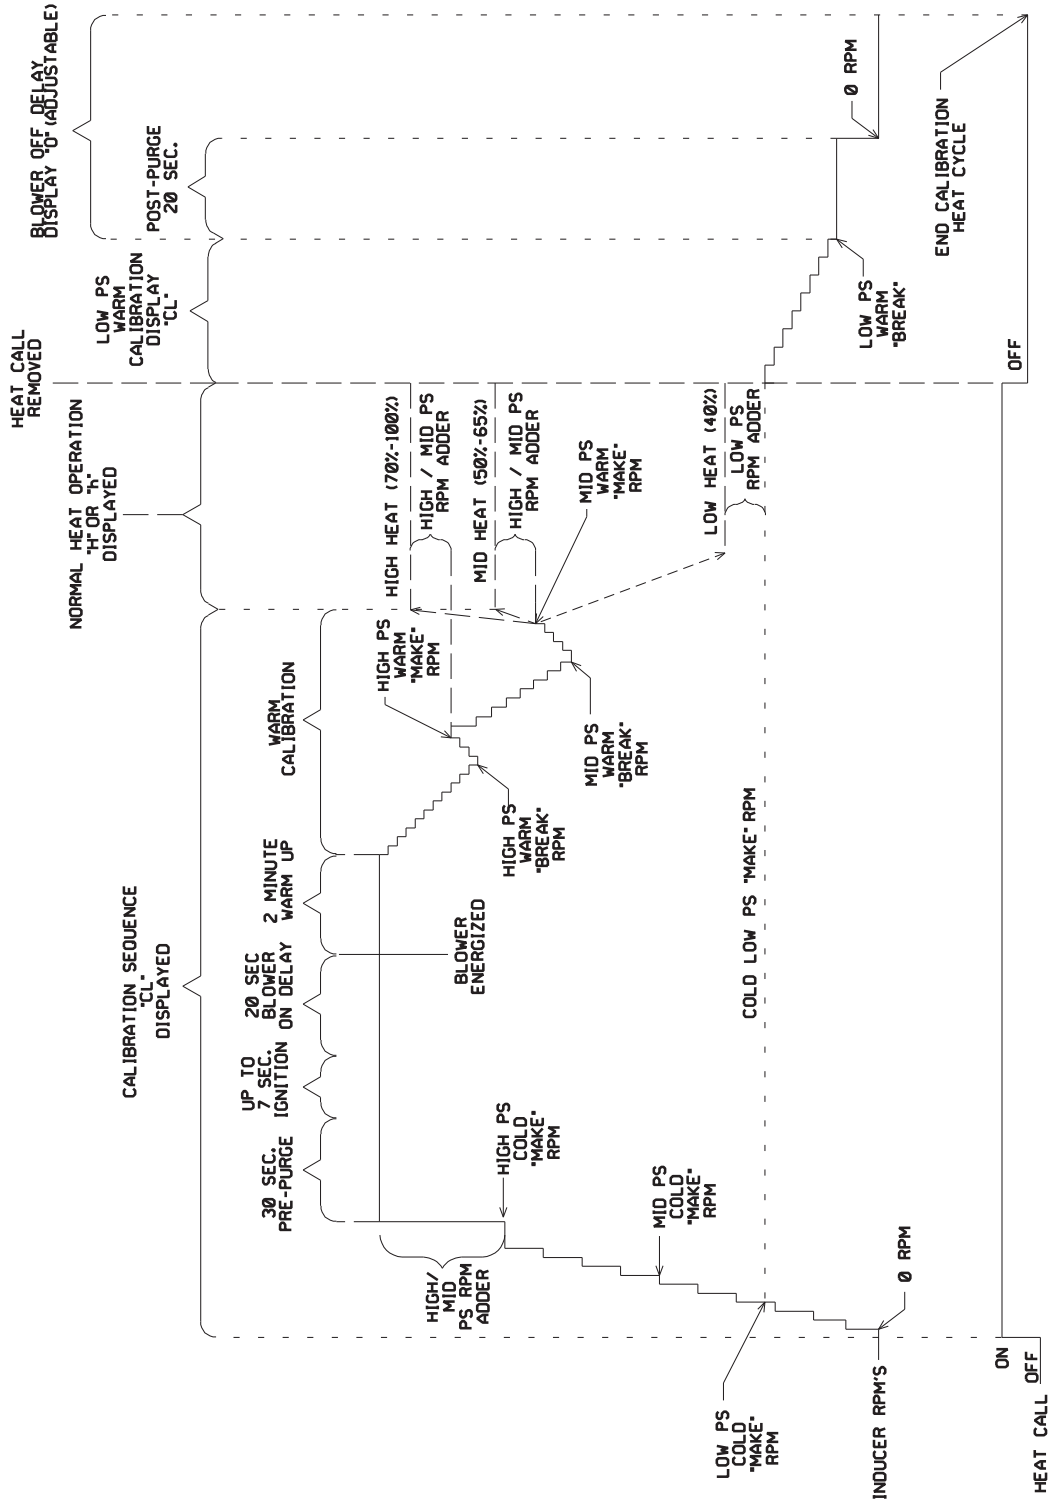 BLOWER OFF DELAY
DISPLAY "D" (ADJUSTABLE)
POST-PURGE
20 SEC.
LOW PS
WARM
CALIBRATION
DISPLAY
"CL"
HEAT CALL
REMOVED
NORMAL HEAT OPERATION
"H" OR "h"
DISPLAYED
CALIBRATION SEQUENCE
"CL"
DISPLAYED
WARM
CALIBRATION
2 MINUTE
WARM UP
20 SEC
BLOWER
ON DELAY
UP TO
7 SEC.
IGNITION
30 SEC.
PRE-PURGE
HIGH HEAT (70%-100%)
HIGH / MID PS
RPM ADDER
MID HEAT (50%-65%)
HIGH / MID PS
RPM ADDER
LOW HEAT (40%)
LOW PS
RPM ADDER
HIGH PS
WARM
"MAKE"
RPM
HIGH PS
WARM
"BREAK"
RPM
MID PS
WARM
"MAKE"
RPM
MID PS
WARM
"BREAK"
RPM
BLOWER
ENERGIZED
HIGH PS
COLD
"MAKE"
RPM
MID PS
COLD
"MAKE"
RPM
HIGH/
MID
PS RPM
ADDER
COLD LOW PS "MAKE" RPM
LOW PS
COLD
"MAKE"
RPM
LOW PS
WARM
"BREAK"
0 RPM
0 RPM
INDUCER RPM'S
END CALIBRATION
HEAT CYCLE
ON
OFF
OFF
HEAT CALL